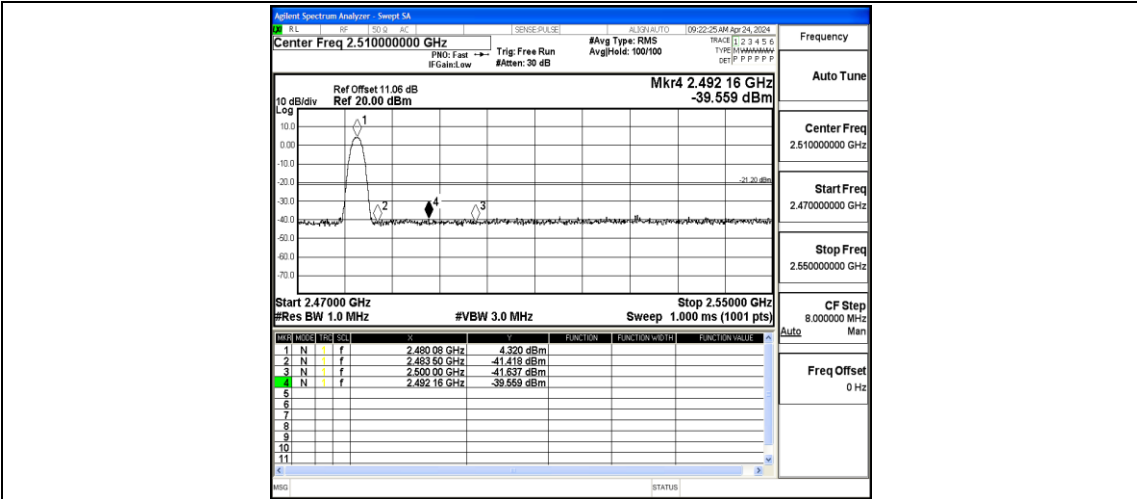 Agilent Spectrum Analyzer - Swept SA
RL RF 50 Ω AC SENSE:PULSE ALIGN AUTO 09:22:25 AM Apr 24, 2024
Center Freq 2.510000000 GHz
PNO: Fast
IFGain:Low
Trig: Free Run
#Atten: 30 dB
#Avg Type: RMS
Avg|Hold: 100/100
TRACE 1 2 3 4 5 6
TYPE MWWWWW
DET P P P P P P
Ref Offset 11.06 dB
10 dB/div Ref 20.00 dBm
Log
Mkr4 2.492 16 GHz
-39.559 dBm
10.0
0.00
-10.0
-20.0
-30.0
-40.0
-50.0
-60.0
-70.0
1
2
4
3
-21.20 dBm
Start 2.47000 GHz Stop 2.55000 GHz
#Res BW 1.0 MHz #VBW 3.0 MHz Sweep 1.000 ms (1001 pts)
MKR MODE TRC SCL X Y FUNCTION FUNCTION WIDTH FUNCTION VALUE
1 N 1 f 2.480 08 GHz 4.320 dBm
2 N 1 f 2.483 50 GHz -41.418 dBm
3 N 1 f 2.500 00 GHz -41.637 dBm
4 N 1 f 2.492 16 GHz -39.559 dBm
5
6
7
8
9
10
11
MSG STATUS
Frequency
Auto Tune
Center Freq
2.510000000 GHz
Start Freq
2.470000000 GHz
Stop Freq
2.550000000 GHz
CF Step
8.000000 MHz
Auto Man
Freq Offset
0 Hz